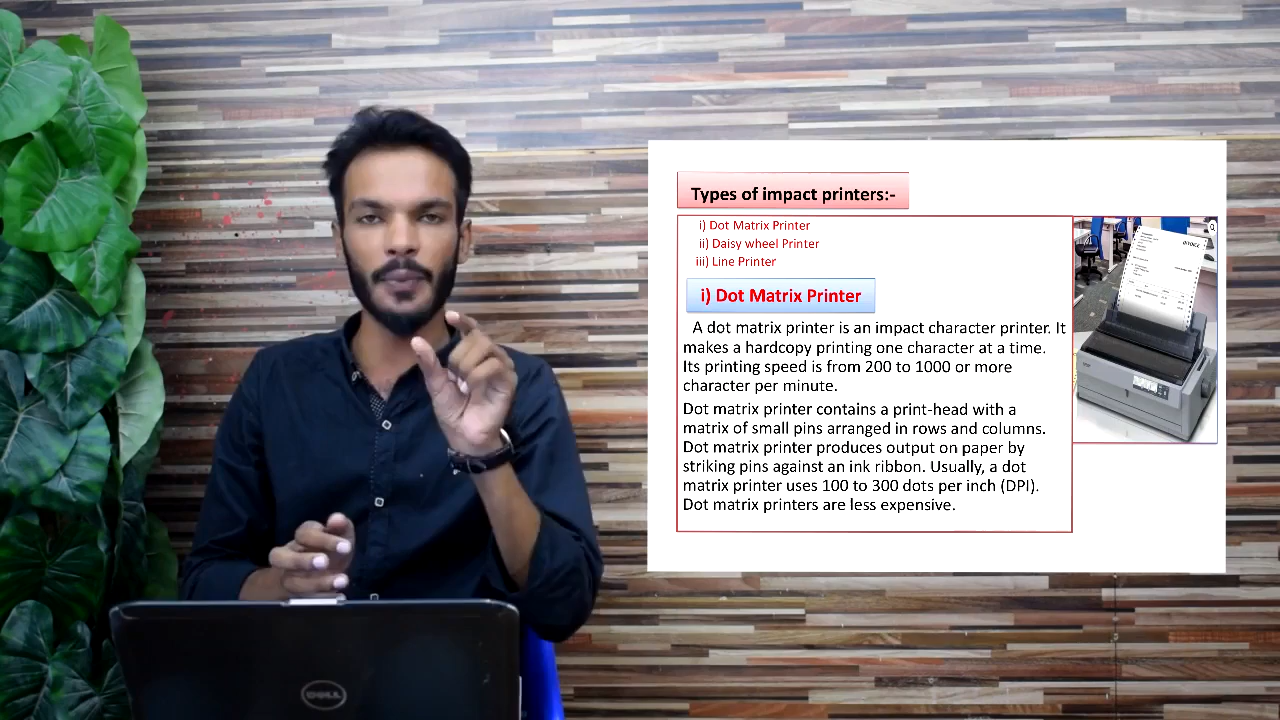 Types of impact printers:-
i) Dot Matrix Printer
ii) Daisy wheel Printer
iii) Line Printer
i) Dot Matrix Printer
A dot matrix printer is an impact character printer. It
makes a hardcopy printing one character at a time.
Its printing speed is from 200 to 1000 or more
character per minute.
Dot matrix printer contains a print-head with a
matrix of small pins arranged in rows and columns.
Dot matrix printer produces output on paper by
striking pins against an ink ribbon. Usually, a dot
matrix printer uses 100 to 300 dots per inch (DPI).
Dot matrix printers are less expensive.
INVOICE
DELL